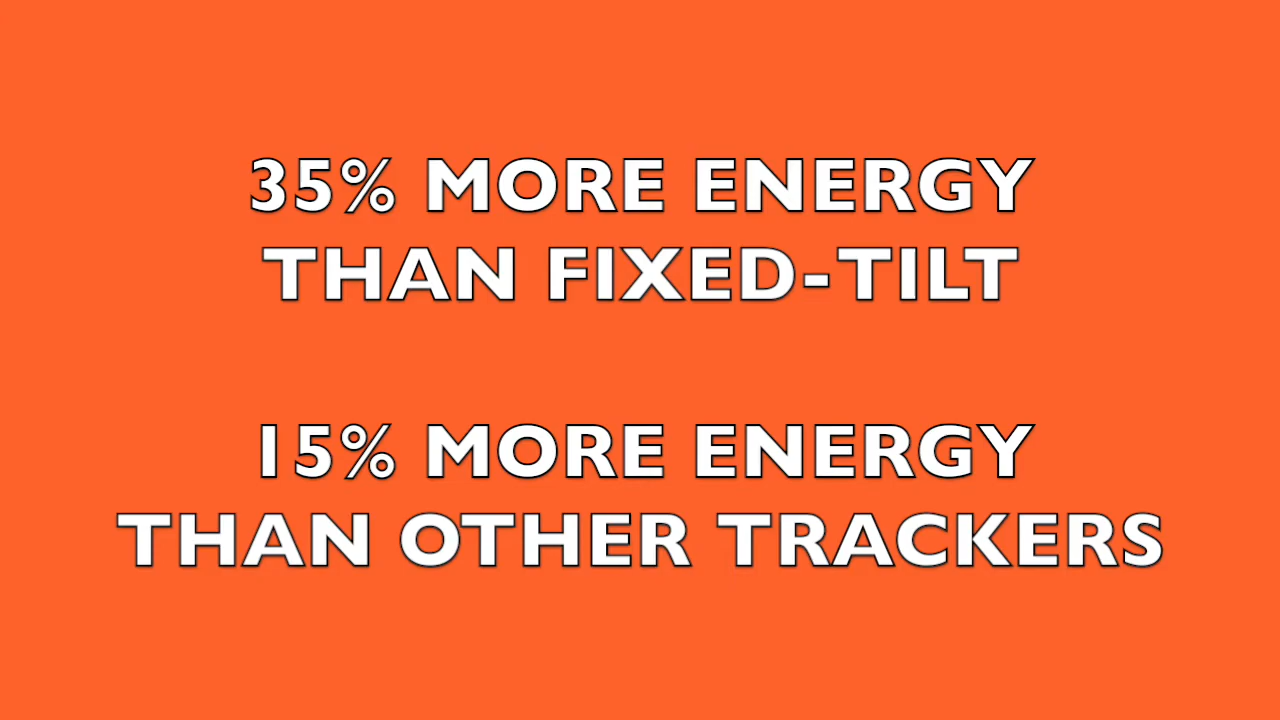 35% MORE ENERGY
THAN FIXED-TILT
15% MORE ENERGY
THAN OTHER TRACKERS